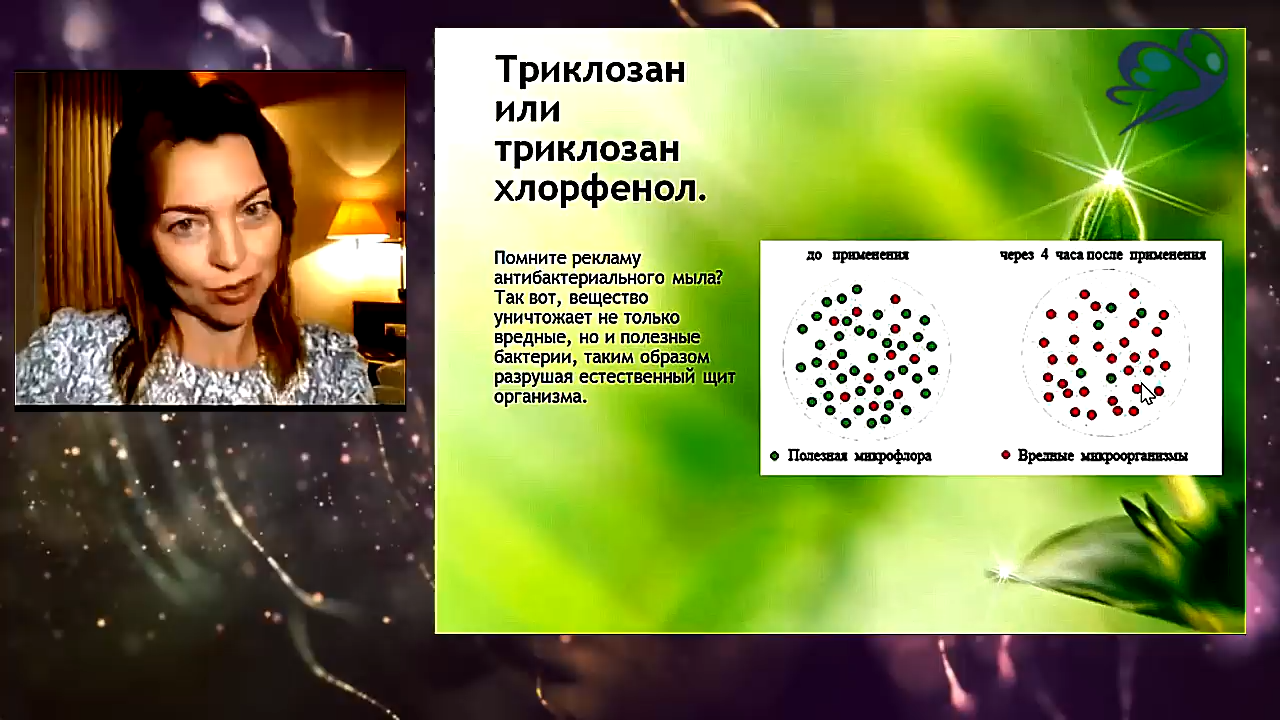 Триклозан
или
триклозан
хлорфенол.
Помните рекламу
антибактериального мыла?
Так вот, вещество
уничтожает не только
вредные, но и полезные
бактерии, таким образом
разрушая естественный щит
организма.
до применения
через 4 часа после применения
Полезная микрофлора
Вредные микроорганизмы